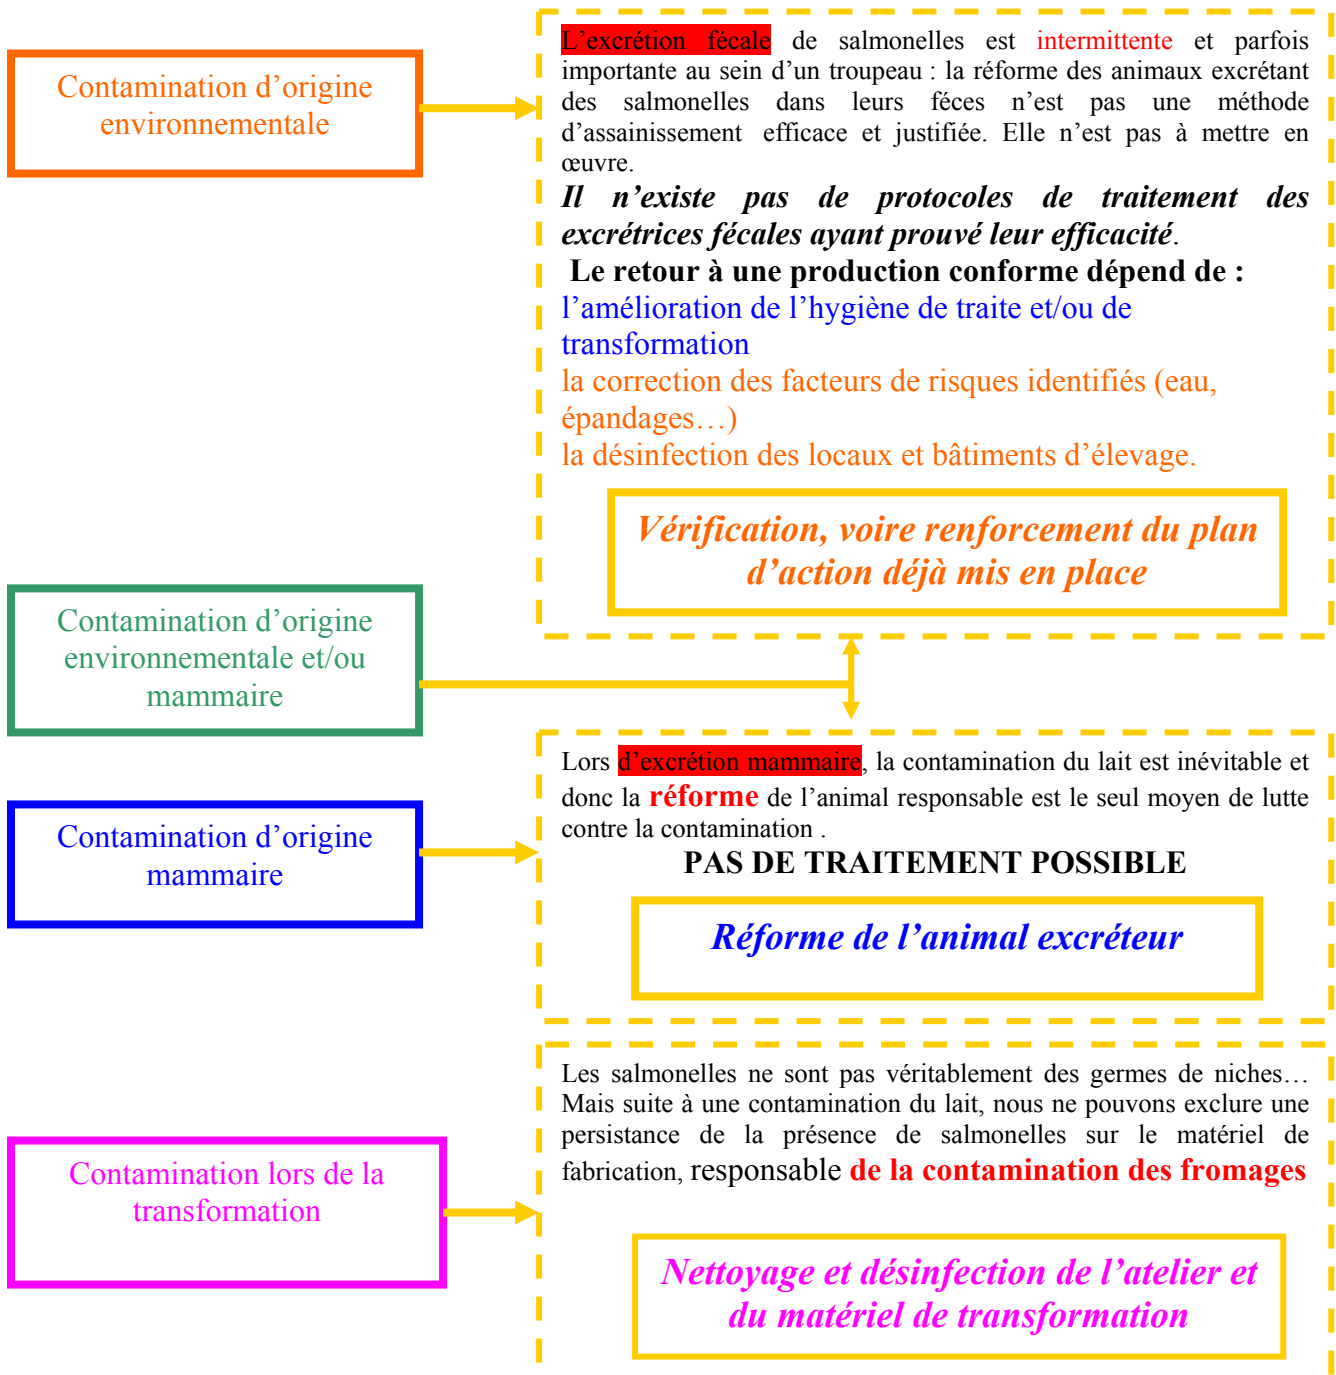 Contamination d’origine
environnementale
L’excrétion fécale de salmonelles est intermittente et parfois
importante au sein d’un troupeau : la réforme des animaux excrétant
des salmonelles dans leurs féces n’est pas une méthode
d’assainissement efficace et justifiée. Elle n’est pas à mettre en
œuvre.
Il n’existe pas de protocoles de traitement des
excrétrices fécales ayant prouvé leur efficacité.
Le retour à une production conforme dépend de :
l’amélioration de l’hygiène de traite et/ou de
transformation
la correction des facteurs de risques identifiés (eau,
épandages…)
la désinfection des locaux et bâtiments d’élevage.
Vérification, voire renforcement du plan
d’action déjà mis en place
Contamination d’origine
environnementale et/ou
mammaire
Contamination d’origine
mammaire
Lors d’excrétion mammaire, la contamination du lait est inévitable et
donc la réforme de l’animal responsable est le seul moyen de lutte
contre la contamination .
PAS DE TRAITEMENT POSSIBLE
Réforme de l’animal excréteur
Contamination lors de la
transformation
Les salmonelles ne sont pas véritablement des germes de niches…
Mais suite à une contamination du lait, nous ne pouvons exclure une
persistance de la présence de salmonelles sur le matériel de
fabrication, responsable de la contamination des fromages
Nettoyage et désinfection de l’atelier et
du matériel de transformation